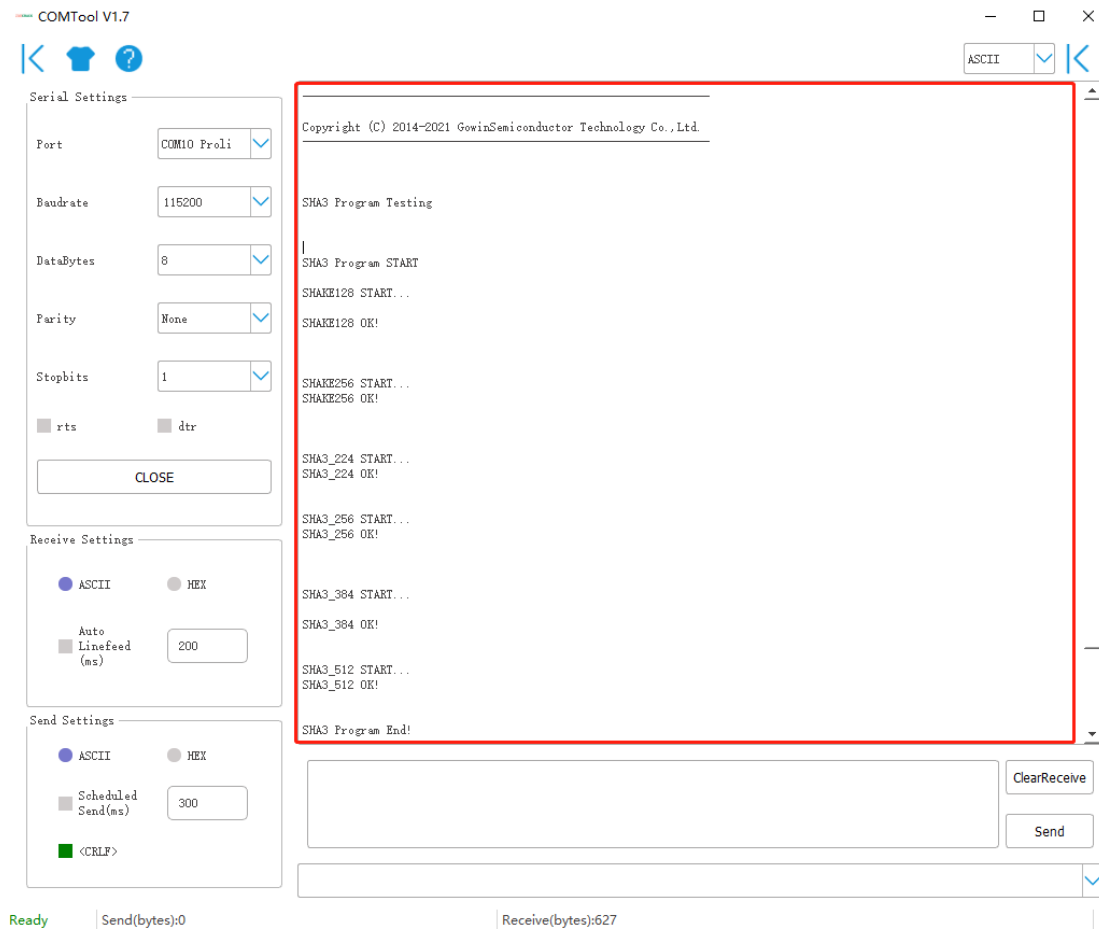 COMTool V1.7
ASCII
Serial Settings
Port
COM10 Proli
Baudrate
115200
DataBytes
8
Parity
None
Stopbits
1
rts
dtr
CLOSE
Receive Settings
ASCII
HEX
Auto
Linefeed
(ms)
200
Send Settings
ASCII
HEX
Scheduled
Send(ms)
300
<CRLF>
Copyright (C) 2014-2021 GowinSemiconductor Technology Co.,Ltd.
SHA3 Program Testing
SHA3 Program START
SHAKE128 START...
SHAKE128 OK!
SHAKE256 START...
SHAKE256 OK!
SHA3_224 START...
SHA3_224 OK!
SHA3_256 START...
SHA3_256 OK!
SHA3_384 START...
SHA3_384 OK!
SHA3_512 START...
SHA3_512 OK!
SHA3 Program End!
ClearReceive
Send
Ready
Send(bytes):0
Receive(bytes):627